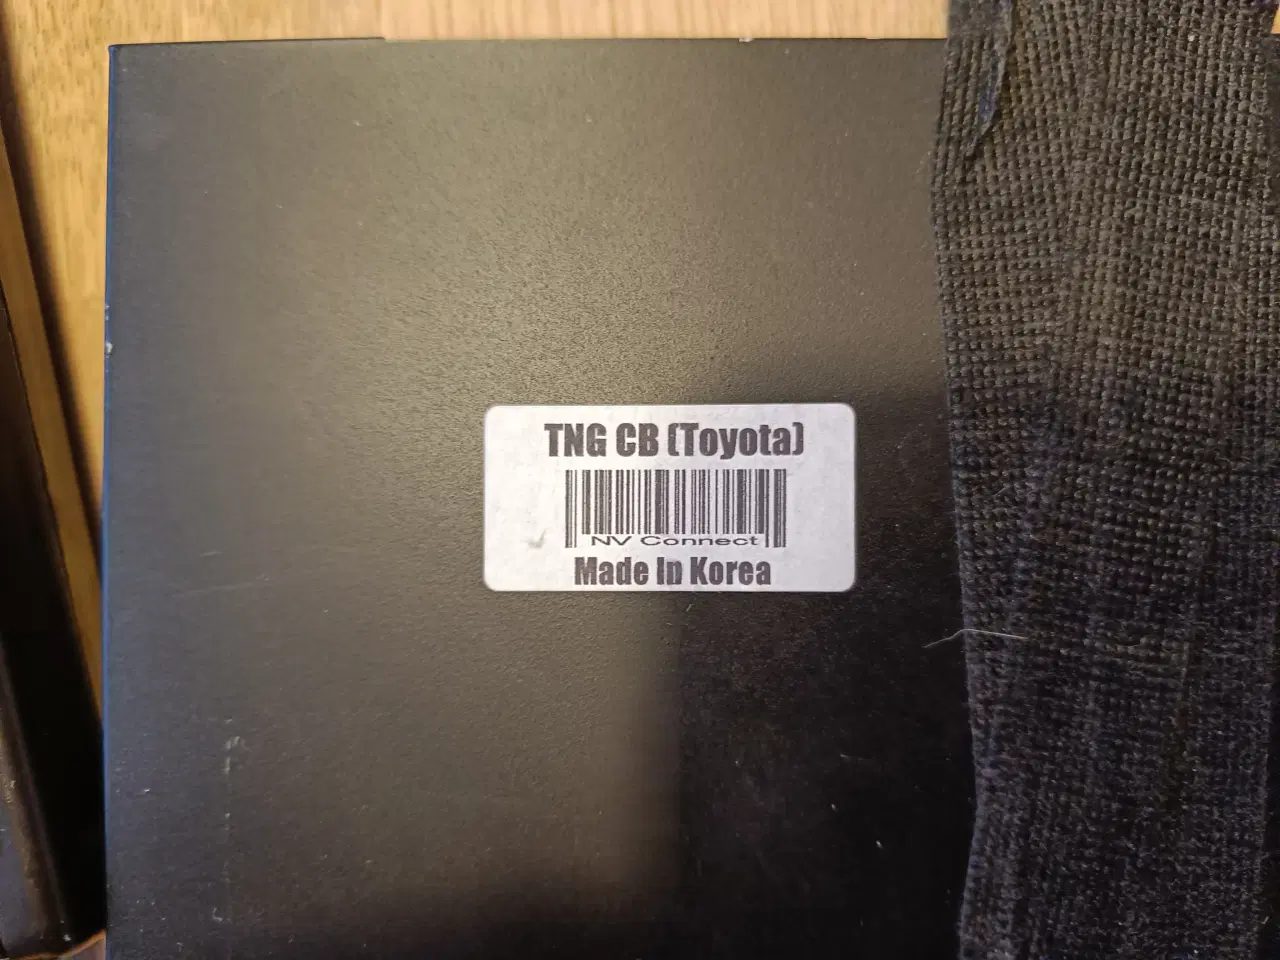 TNG CB (Toyota)
NV Connect
Made In Korea